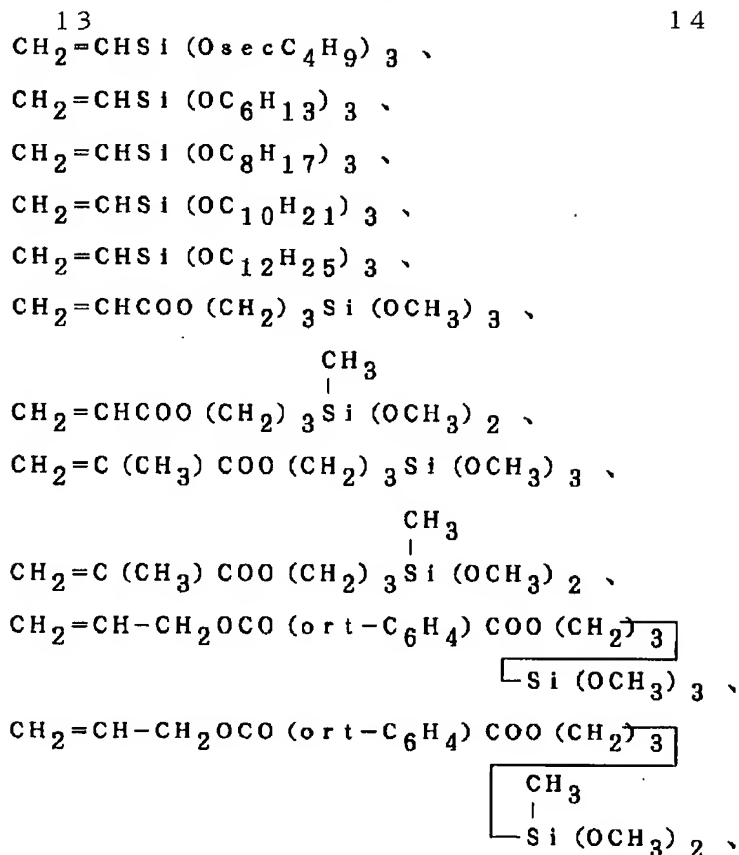 13 14
CH₂=CHSi(OsecC₄H₉)₃、
CH₂=CHSi(OC₆H₁₃)₃、
CH₂=CHSi(OC₈H₁₇)₃、
CH₂=CHSi(OC₁₀H₂₁)₃、
CH₂=CHSi(OC₁₂H₂₅)₃、
CH₂=CHCOO(CH₂)₃Si(OCH₃)₃、
CH₃
CH₂=CHCOO(CH₂)₃Si(OCH₃)₂、
CH₂=C(CH₃)COO(CH₂)₃Si(OCH₃)₃、
CH₃
CH₂=C(CH₃)COO(CH₂)₃Si(OCH₃)₂、
CH₂=CH-CH₂OCO(ort-C₆H₄)COO(CH₂)₃
-Si(OCH₃)₃、
CH₂=CH-CH₂OCO(ort-C₆H₄)COO(CH₂)₃
CH₃
-Si(OCH₃)₂、